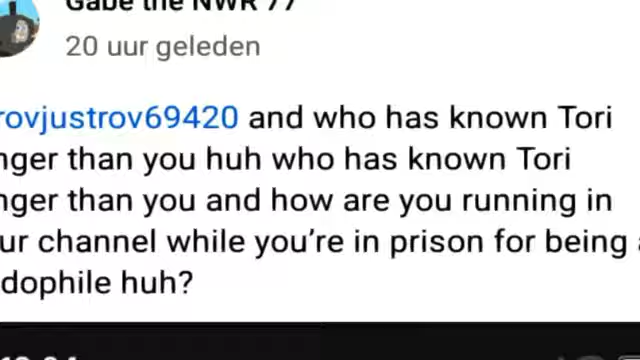 Gabe the NWR 77
20 uur geleden
rovjustrov69420 and who has known Tori
nger than you huh who has known Tori
nger than you and how are you running in
ur channel while you're in prison for being a
dophile huh?